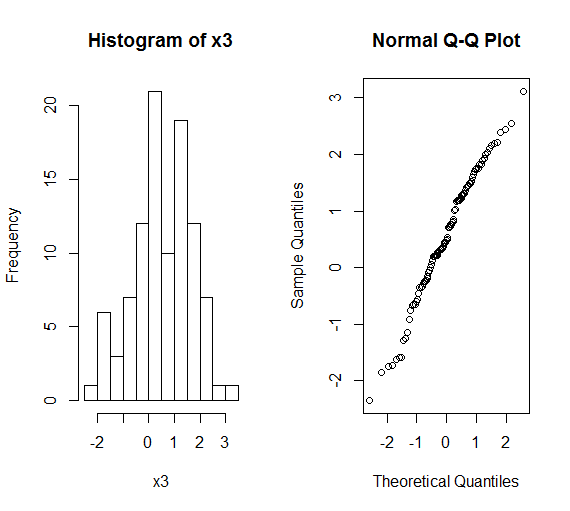 Histogram of x3
Frequency
0 5 10 15 20
-2 0 1 2 3
x3
Normal Q-Q Plot
Sample Quantiles
-2 -1 0 1 2 3
-2 -1 0 1 2
Theoretical Quantiles